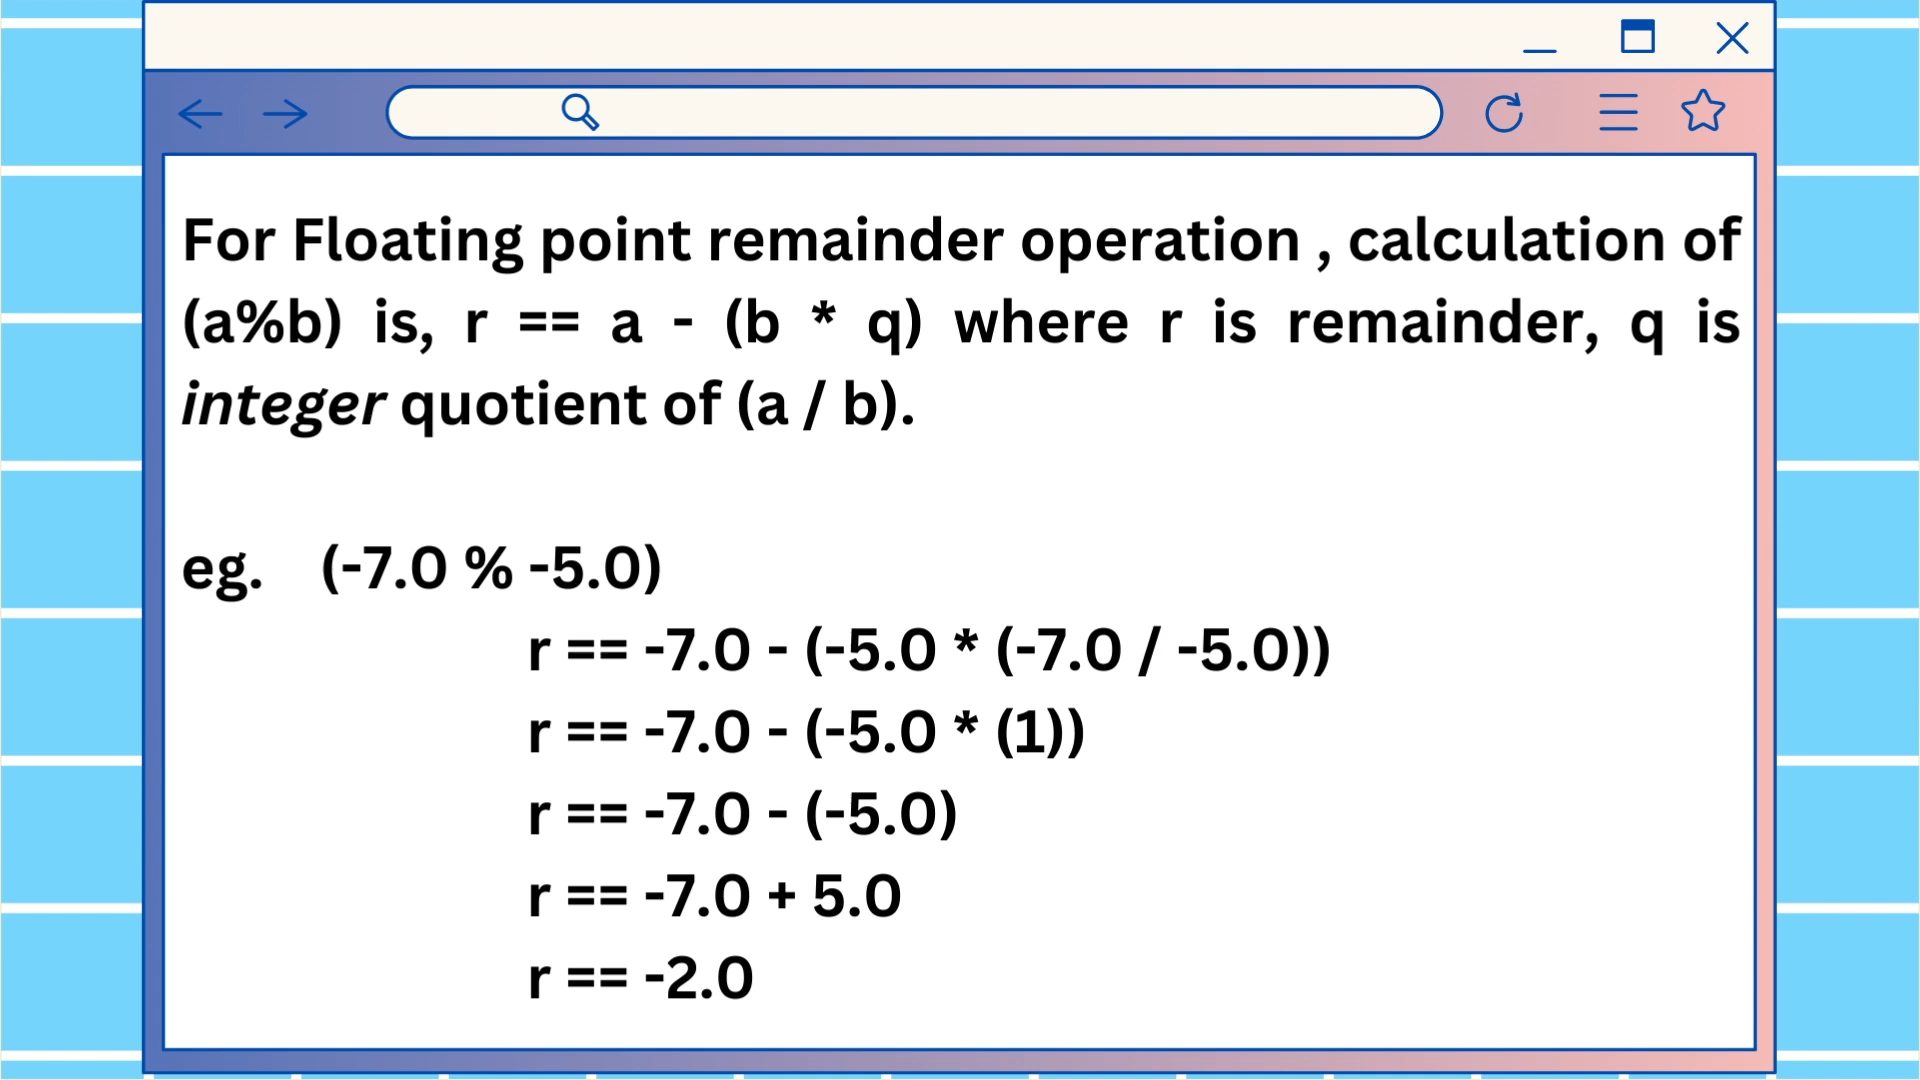 For Floating point remainder operation , calculation of
(a%b) is, r == a - (b * q) where r is remainder, q is
integer quotient of (a / b).
eg. (-7.0 % -5.0)
r == -7.0 - (-5.0 * (-7.0 / -5.0))
r == -7.0 - (-5.0 * (1))
r == -7.0 - (-5.0)
r == -7.0 + 5.0
r == -2.0